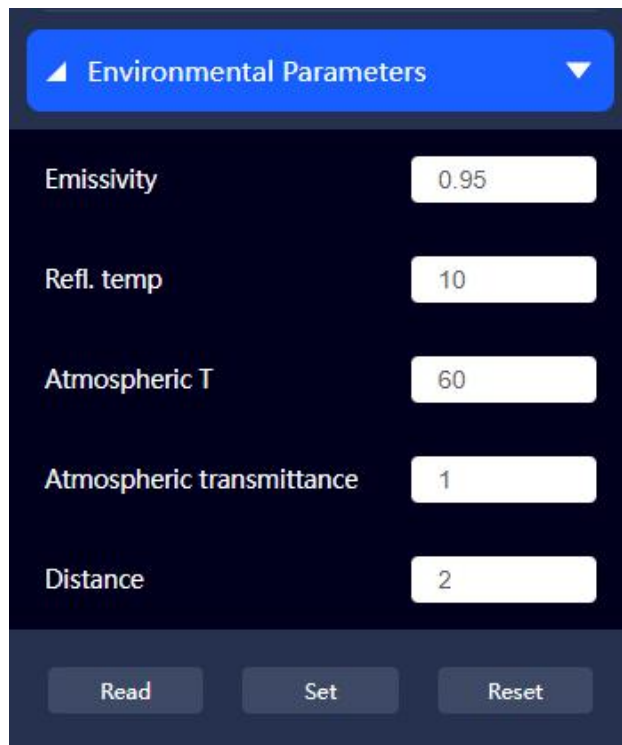 Environmental Parameters
Emissivity 0.95
Refl. temp 10
Atmospheric T 60
Atmospheric transmittance 1
Distance 2
Read Set Reset